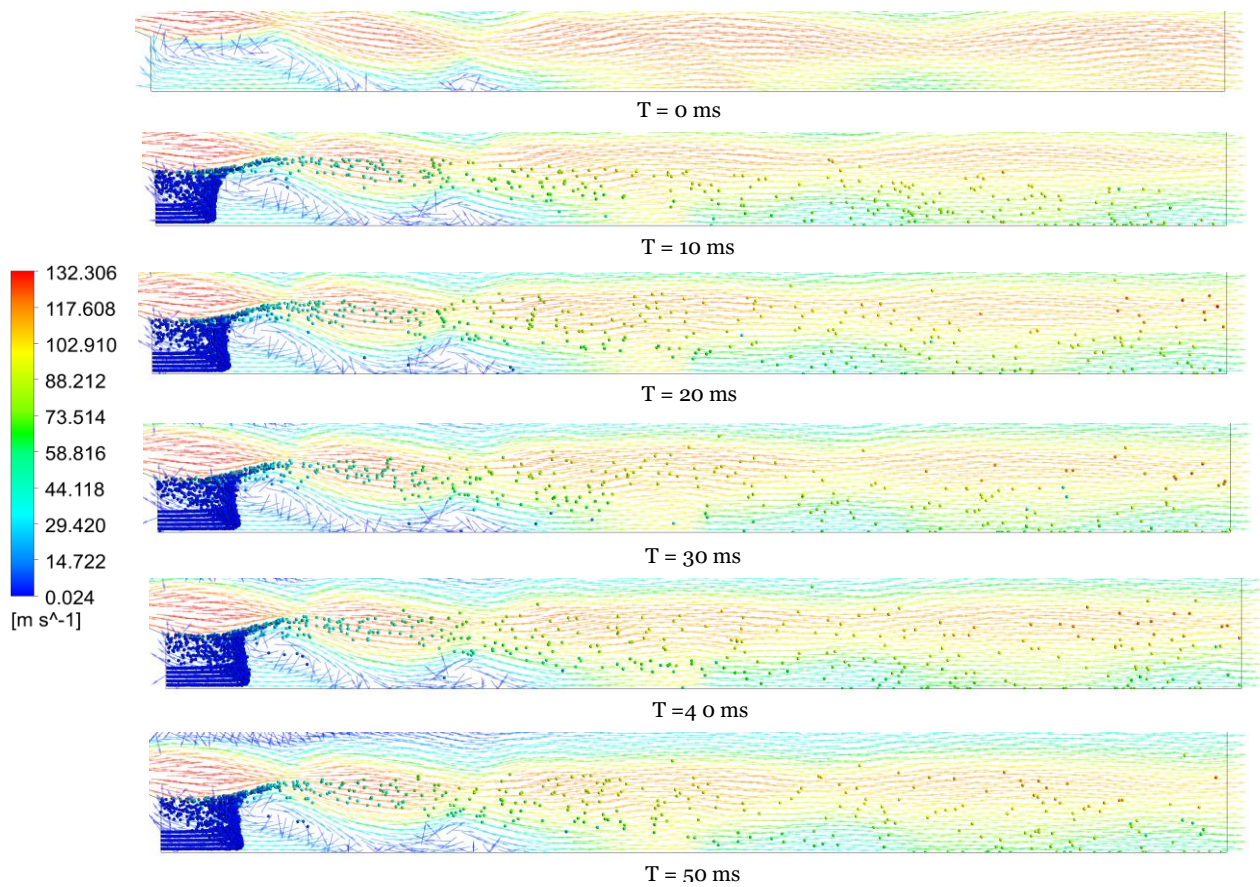 T = 0 ms
T = 10 ms
132.306
117.608
102.910
88.212
73.514
58.816
44.118
29.420
14.722
0.024
[m s^-1]
T = 20 ms
T = 30 ms
T =4 0 ms
T = 50 ms